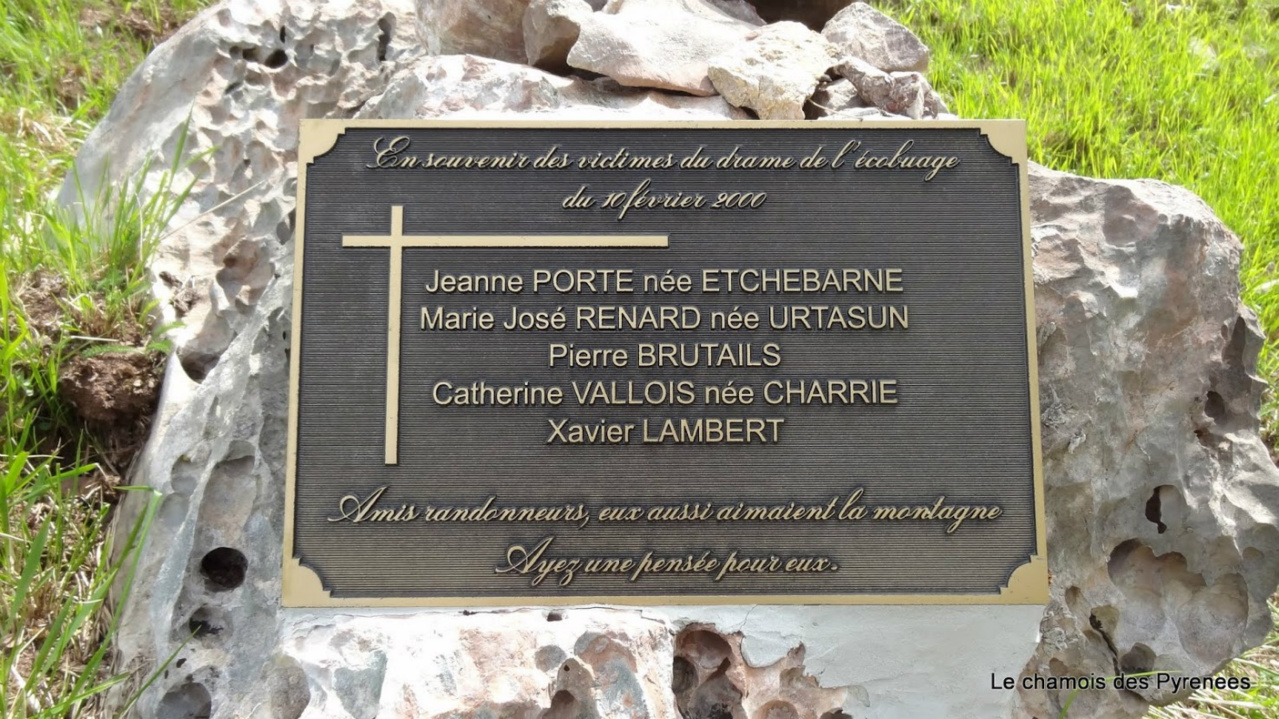 En souvenir des victimes du drame de l'écobuage
du 10 février 2000
Jeanne PORTE née ETCHEBARNE
Marie José RENARD née URTASUN
Pierre BRUTAILS
Catherine VALLOIS née CHARRIE
Xavier LAMBERT
Amis randonneurs, eux aussi aimaient la montagne
Ayez une pensée pour eux.
Le chamois des Pyrenees